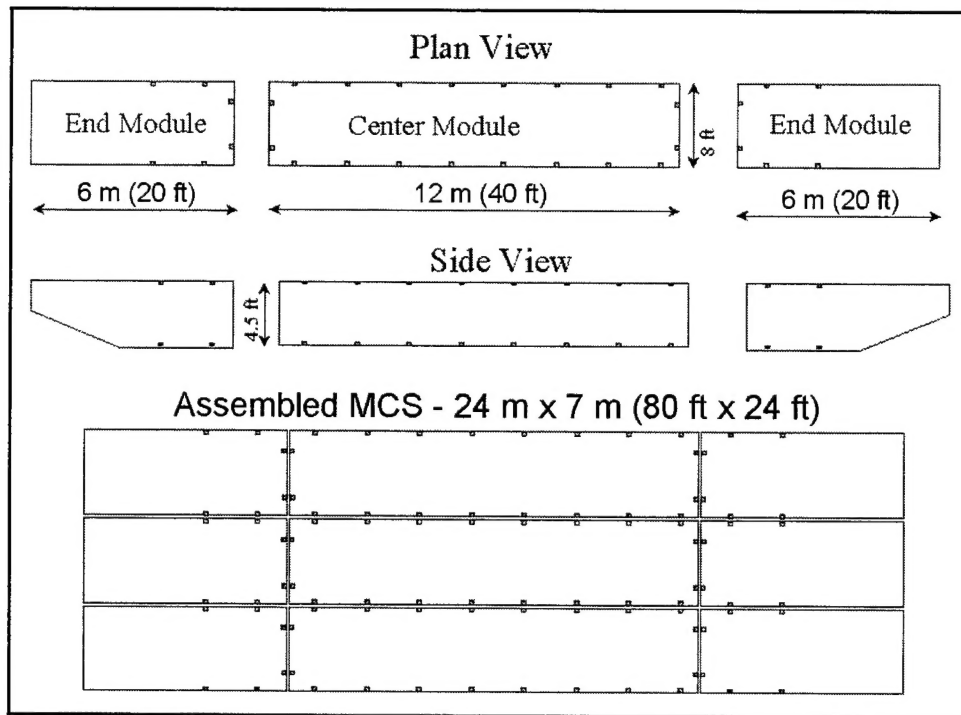 Plan View
End Module
Center Module
End Module
8 ft
6 m (20 ft)
12 m (40 ft)
6 m (20 ft)
Side View
4.5 ft
Assembled MCS - 24 m x 7 m (80 ft x 24 ft)